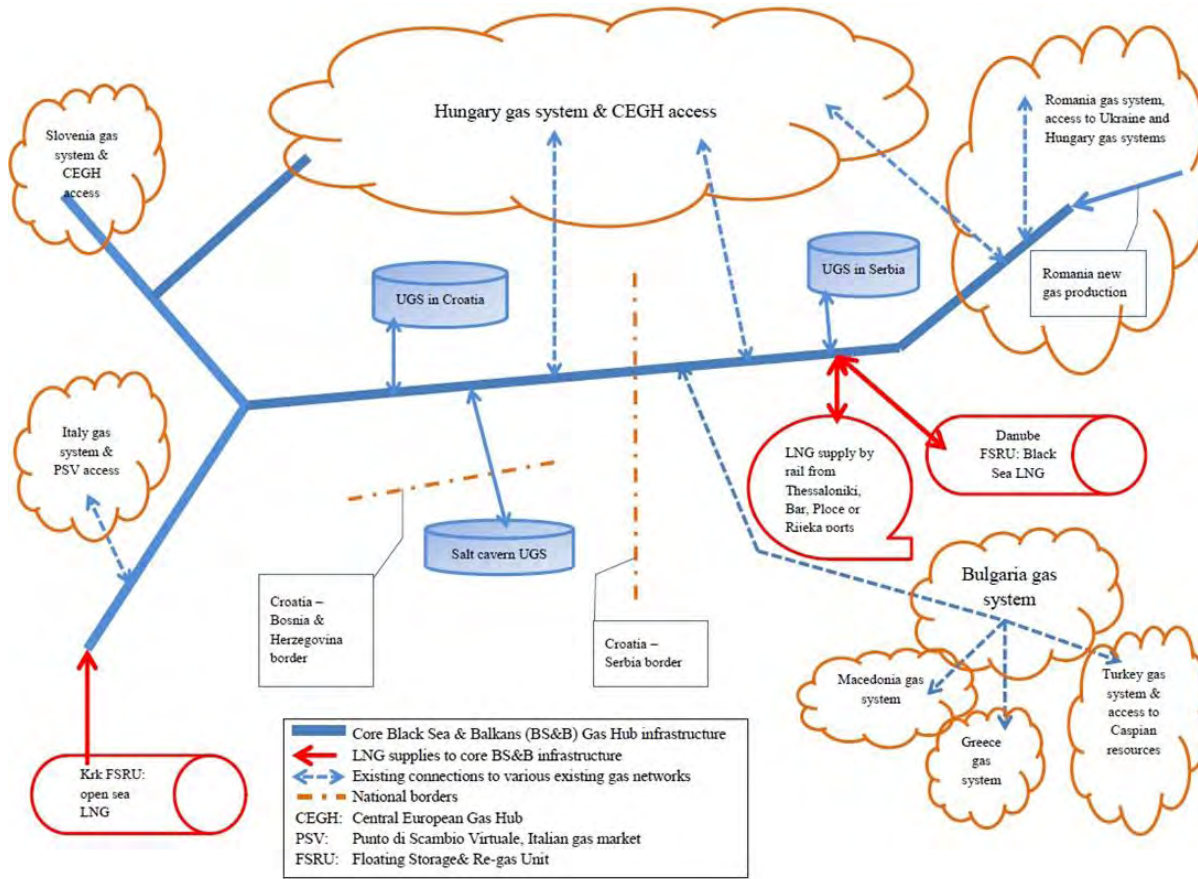 Hungary gas system & CEGH access
Slovenia gas
system &
CEGH
access
Romania gas system,
access to Ukraine and
Hungary gas systems
UGS in Croatia
UGS in Serbia
Romania new
gas production
Italy gas
system &
PSV access
LNG supply by
rail from
Thessaloniki,
Bar, Ploce or
Rijeka ports
Danube
FSRU: Black
Sea LNG
Salt cavern UGS
Croatia –
Bosnia &
Herzegovina
border
Croatia –
Serbia border
Bulgaria gas
system
Macedonia gas
system
Greece
gas
system
Turkey gas
system &
access to
Caspian
resources
Krk FSRU:
open sea
LNG
Core Black Sea & Balkans (BS&B) Gas Hub infrastructure
LNG supplies to core BS&B infrastructure
Existing connections to various existing gas networks
National borders
CEGH: Central European Gas Hub
PSV: Punto di Scambio Virtuale, Italian gas market
FSRU: Floating Storage& Re-gas Unit